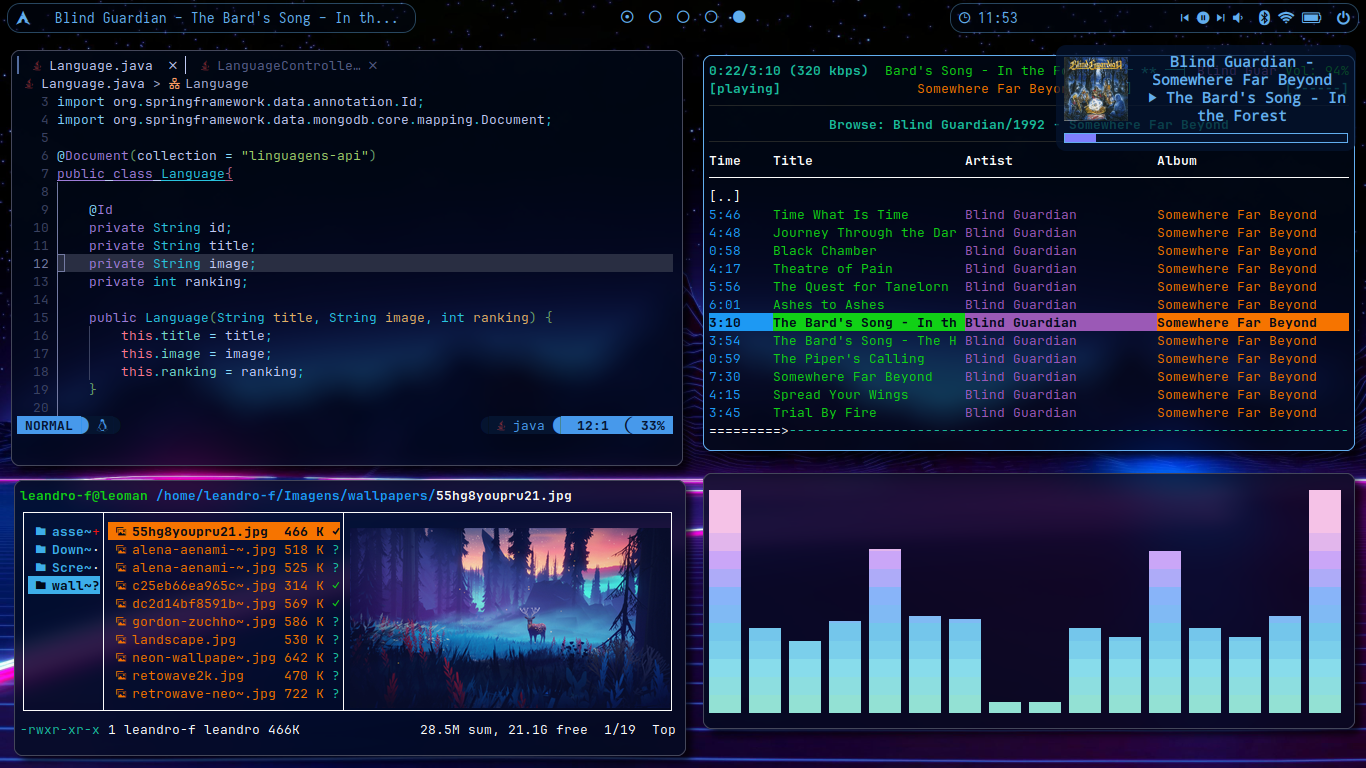 Blind Guardian - The Bard's Song - In th...
11:53
Language.java ×
LanguageControlle… ×
Language.java > Language
3 import org.springframework.data.annotation.Id;
4 import org.springframework.data.mongodb.core.mapping.Document;
5
6 @Document(collection = "linguagens-api")
7 public class Language{
8
9 @Id
10 private String id;
11 private String title;
12 private String image;
13 private int ranking;
14
15 public Language(String title, String image, int ranking) {
16 this.title = title;
17 this.image = image;
18 this.ranking = ranking;
19 }
20
NORMAL
java 12:1 33%
0:22/3:10 (320 kbps) Bard's Song - In the F
[playing] Somewhere Far Beyo
Browse: Blind Guardian/1992 - Somewhere Far Beyond
Blind Guardian -
Somewhere Far Beyond
The Bard's Song - In
the Forest
Time Title Artist Album
[..]
5:46 Time What Is Time Blind Guardian Somewhere Far Beyond
4:48 Journey Through the Dar Blind Guardian Somewhere Far Beyond
0:58 Black Chamber Blind Guardian Somewhere Far Beyond
4:17 Theatre of Pain Blind Guardian Somewhere Far Beyond
5:56 The Quest for Tanelorn Blind Guardian Somewhere Far Beyond
6:01 Ashes to Ashes Blind Guardian Somewhere Far Beyond
3:10 The Bard's Song - In th Blind Guardian Somewhere Far Beyond
3:54 The Bard's Song - The H Blind Guardian Somewhere Far Beyond
0:59 The Piper's Calling Blind Guardian Somewhere Far Beyond
7:30 Somewhere Far Beyond Blind Guardian Somewhere Far Beyond
4:15 Spread Your Wings Blind Guardian Somewhere Far Beyond
3:45 Trial By Fire Blind Guardian Somewhere Far Beyond
leandro-f@leoman /home/leandro-f/Imagens/wallpapers/55hg8youpru21.jpg
asse~+
Down~·
Scre~·
wall~?
55hg8youpru21.jpg 466 K ✓
alena-aenami-~.jpg 518 K ?
alena-aenami-~.jpg 525 K ?
c25eb66ea965c~.jpg 314 K ✓
dc2d14bf8591b~.jpg 569 K ✓
gordon-zuchho~.jpg 586 K ?
landscape.jpg 530 K ?
neon-wallpape~.jpg 642 K ?
retowave2k.jpg 470 K ?
retrowave-neo~.jpg 722 K ?
-rwxr-xr-x 1 leandro-f leandro 466K 28.5M sum, 21.1G free 1/19 Top